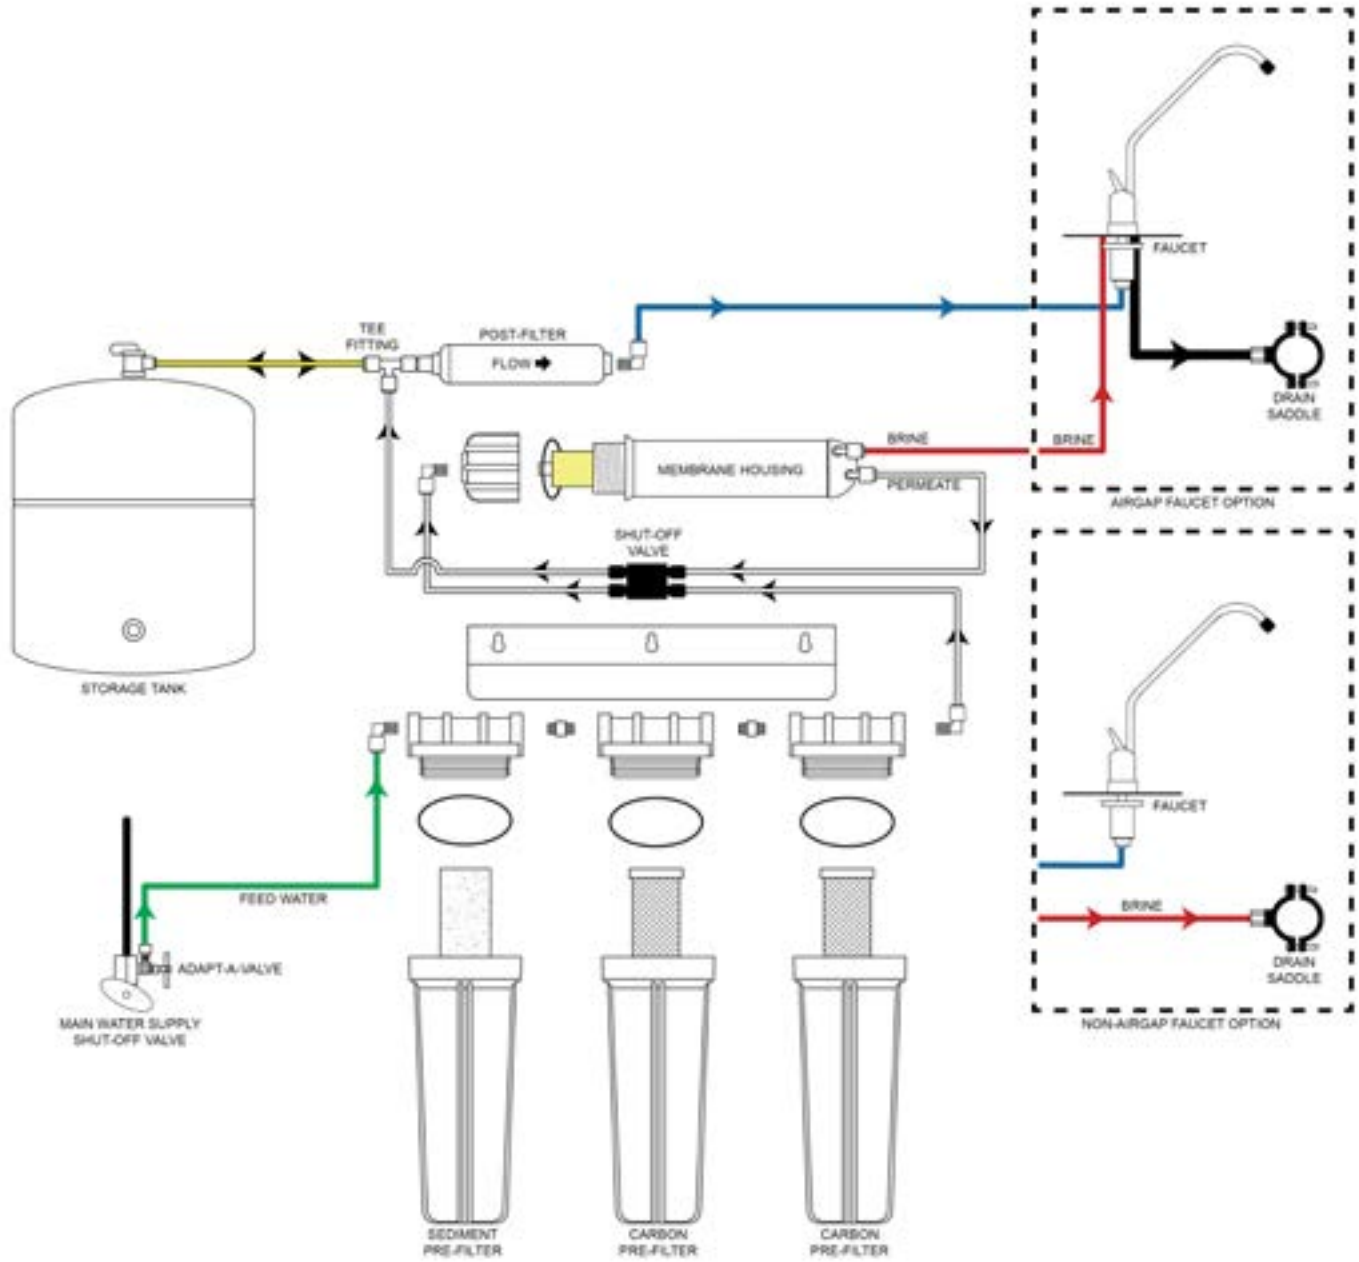 FAUCET
TEE
FITTING
POST-FILTER
FLOW
DRAIN
SADDLE
BRINE
BRINE
MEMBRANE HOUSING
PERMEATE
AIRGAP FAUCET OPTION
SHUT-OFF
VALVE
STORAGE TANK
FAUCET
FEED WATER
BRINE
DRAIN
SADDLE
ADAPT-A-VALVE
MAIN WATER SUPPLY
SHUT-OFF VALVE
NON-AIRGAP FAUCET OPTION
SEDIMENT
PRE-FILTER
CARBON
PRE-FILTER
CARBON
PRE-FILTER